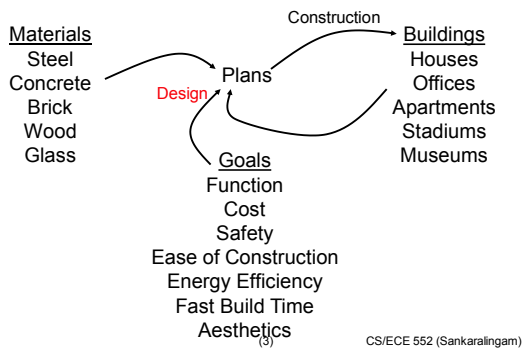 Construction
Materials
Steel
Concrete
Brick
Wood
Glass
Plans
Design
Buildings
Houses
Offices
Apartments
Stadiums
Museums
Goals
Function
Cost
Safety
Ease of Construction
Energy Efficiency
Fast Build Time
Aesthetics
(3)
CS/ECE 552 (Sankaralingam)